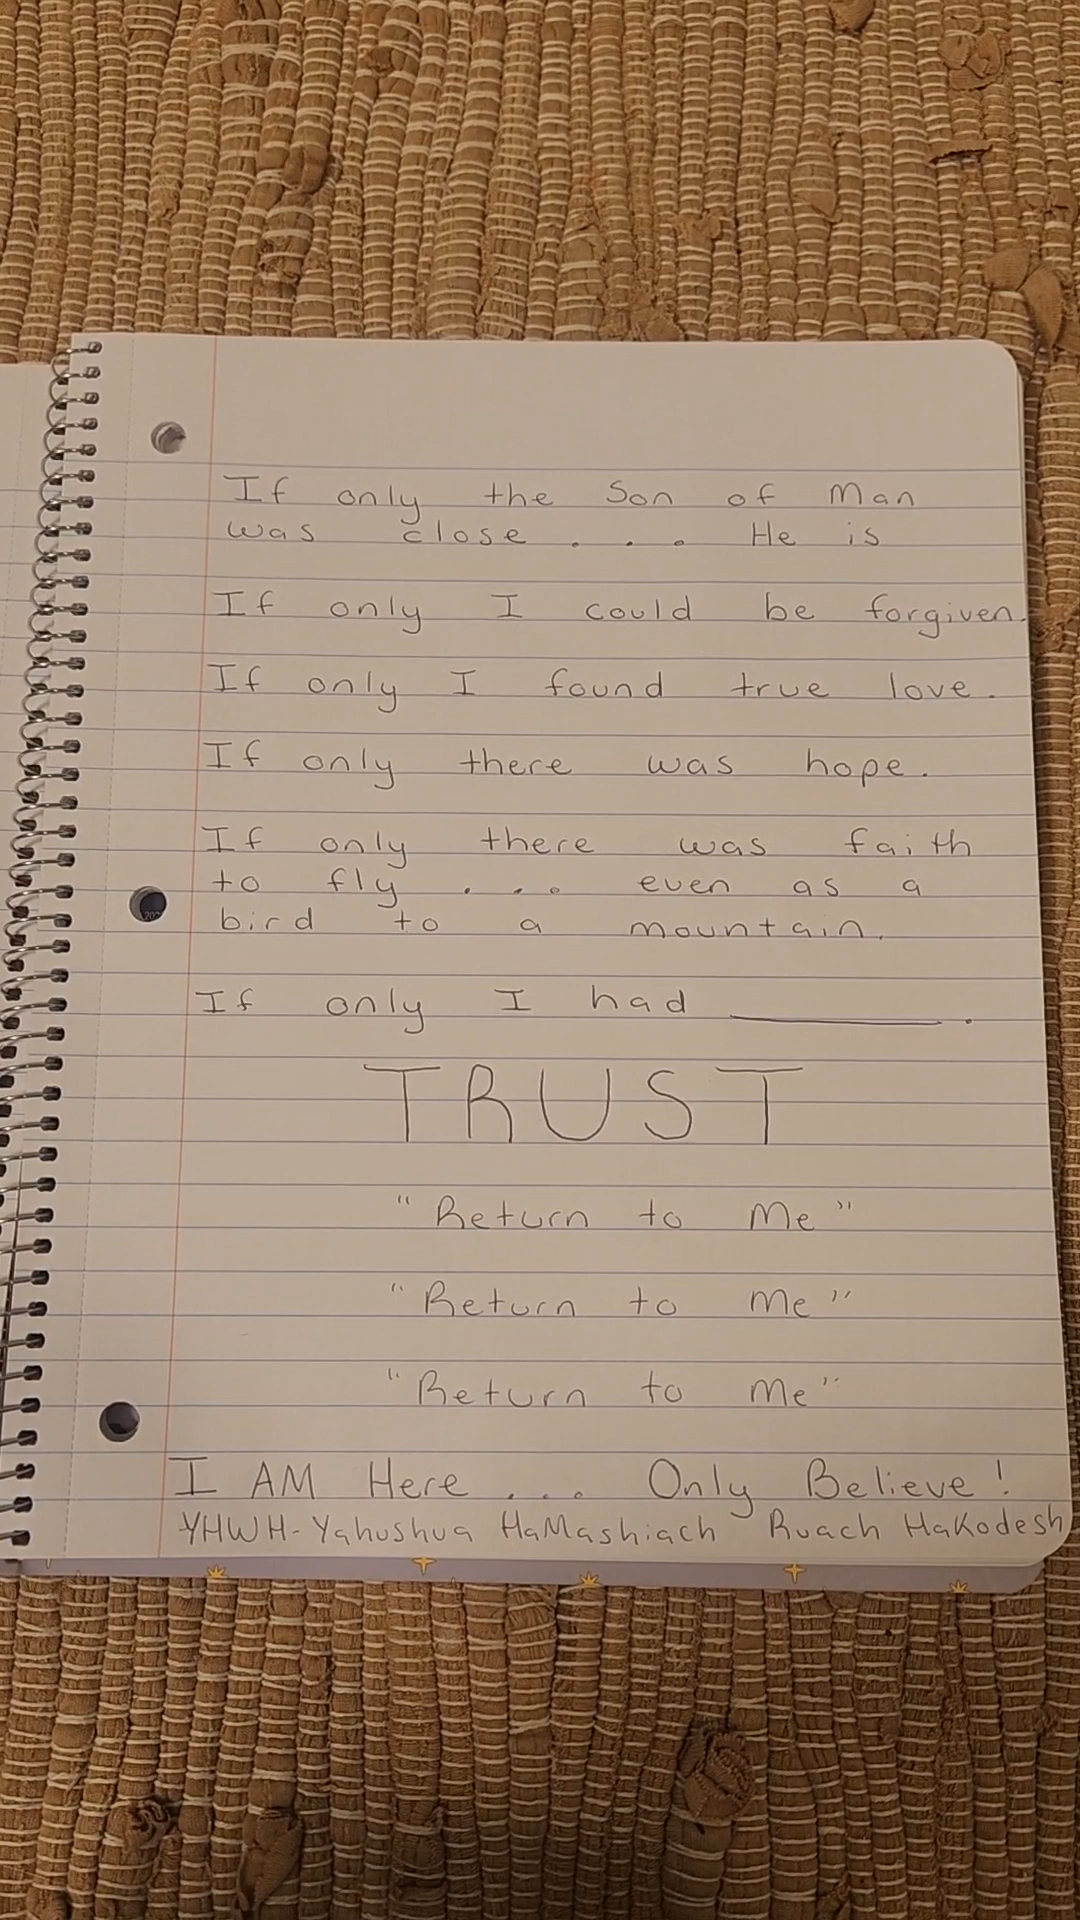 If only the Son of Man
was close . . . He is
If only I could be forgiven.
If only I found true love.
If only there was hope.
If only there was faith
to fly . . . even as a
bird to a mountain.
If only I had ________.
TRUST
"Return to Me"
"Return to Me"
"Return to Me"
I AM Here . . . Only Believe!
YHWH-Yahushua HaMashiach Ruach HaKodesh